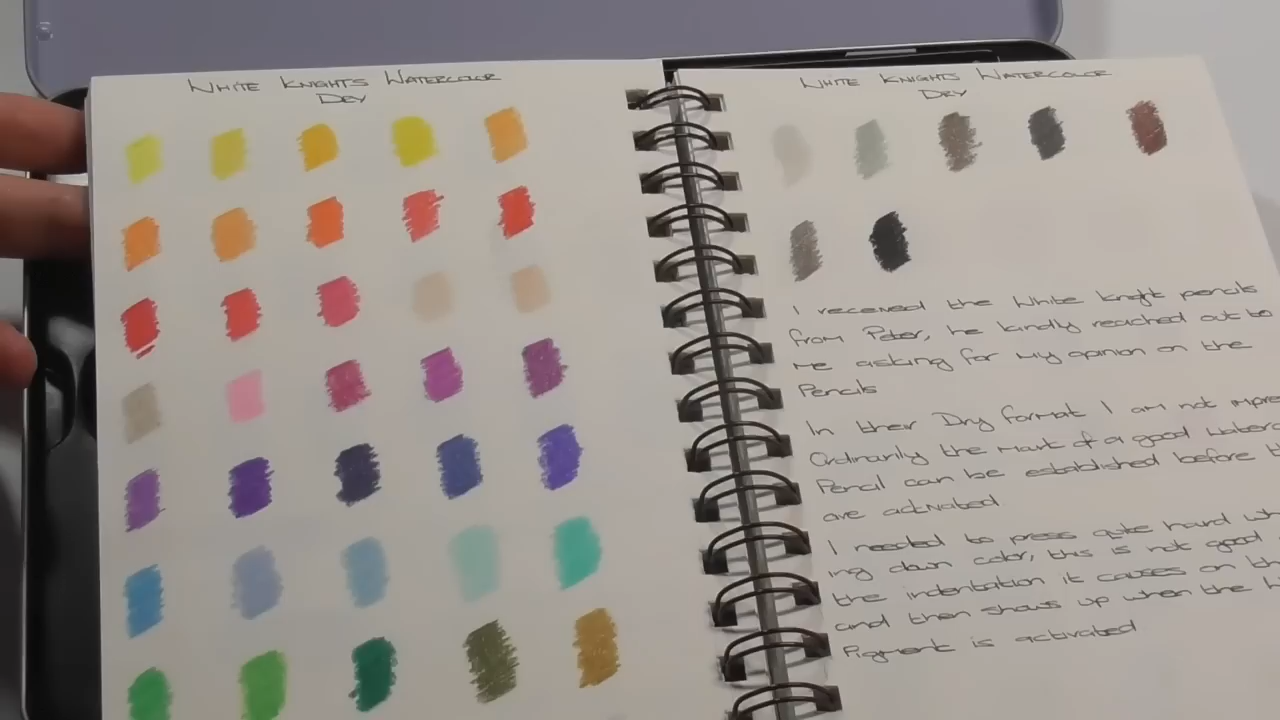 WHITE KNIGHTS WATERCOLOR
DRY
WHITE KNIGHTS WATERCOLOR
DRY
I received the White Knight pencils
from Peter, he kindly reached out to
me asking for my opinion on the
Pencils
In their Dry format I am not impre
Ordinarily the mark of a good waterc
Pencil can be established before t
are activated.
I needed to press quite hard wh
ing down color, this is not good
the indentation it causes on th
and then shows up when the
Pigment is activated